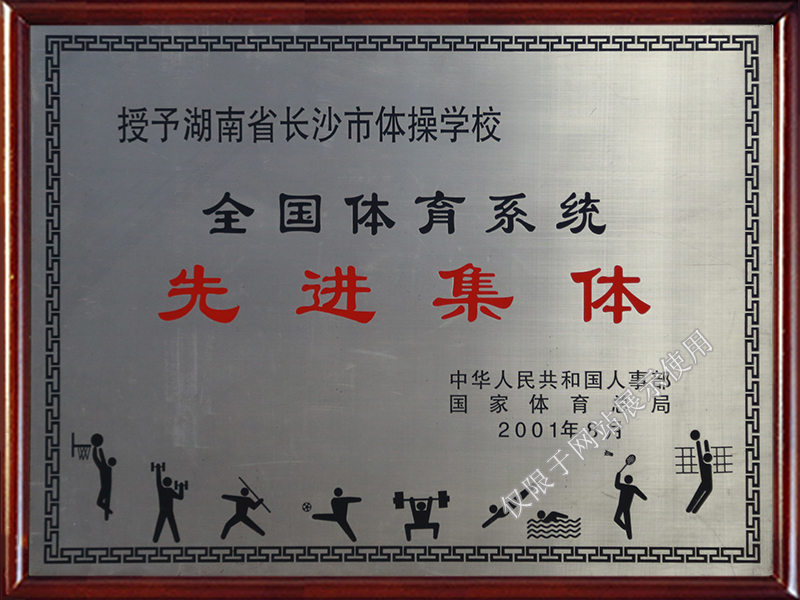 授予湖南省长沙市体操学校
全国体育系统
先进集体
中华人民共和国人事部
国家体育总局
2001年8月
仅限于网站展示使用